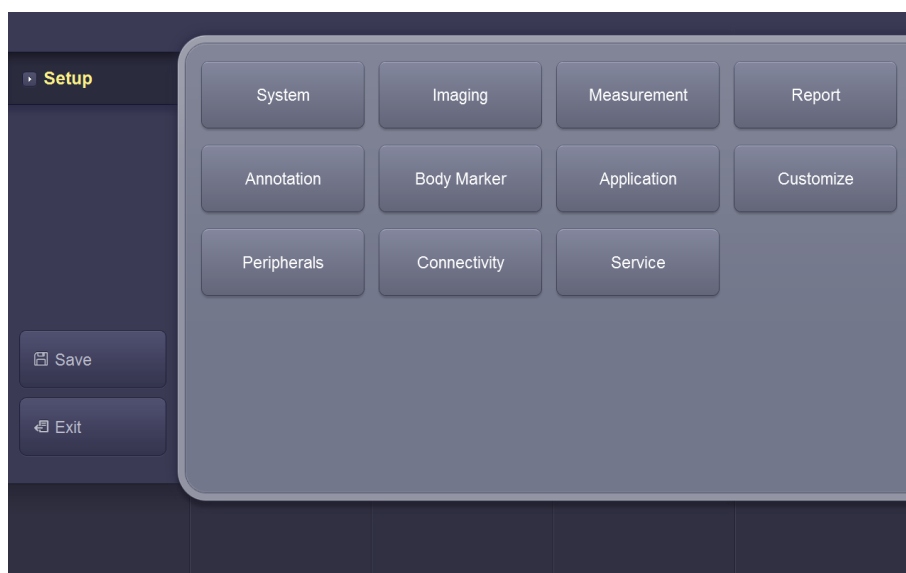 Setup
System Imaging Measurement Report
Annotation Body Marker Application Customize
Peripherals Connectivity Service
Save
Exit